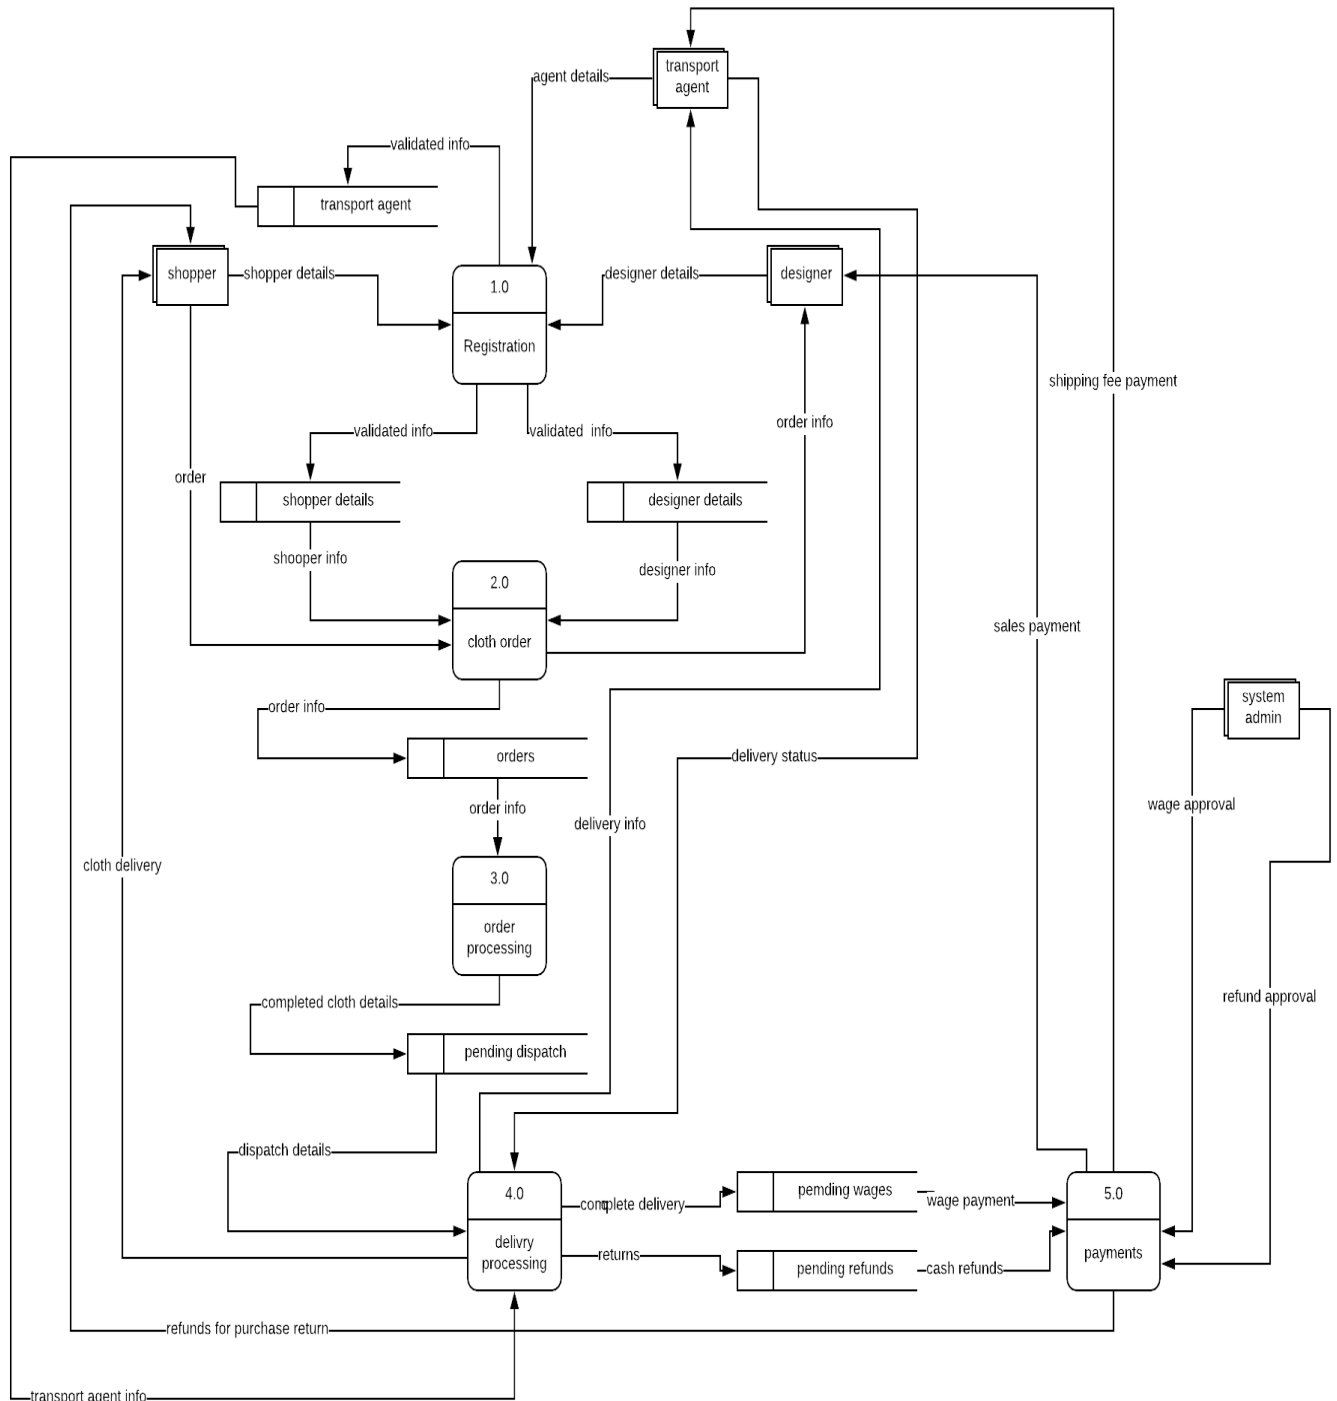 transport
agent
agent details
validated info
transport agent
shopper
shopper details
designer details
designer
1.0
Registration
shipping fee payment
order info
validated info
validated  info
order
shopper details
designer details
shooper info
designer info
2.0
cloth order
sales payment
system
admin
order info
orders
delivery status
wage approval
order info
delivery info
cloth delivery
3.0
order
processing
refund approval
completed cloth details
pending dispatch
dispatch details
4.0
delivry
processing
complete delivery
pemding wages
wage payment
5.0
payments
returns
pending refunds
cash refunds
refunds for purchase return
transport agent info